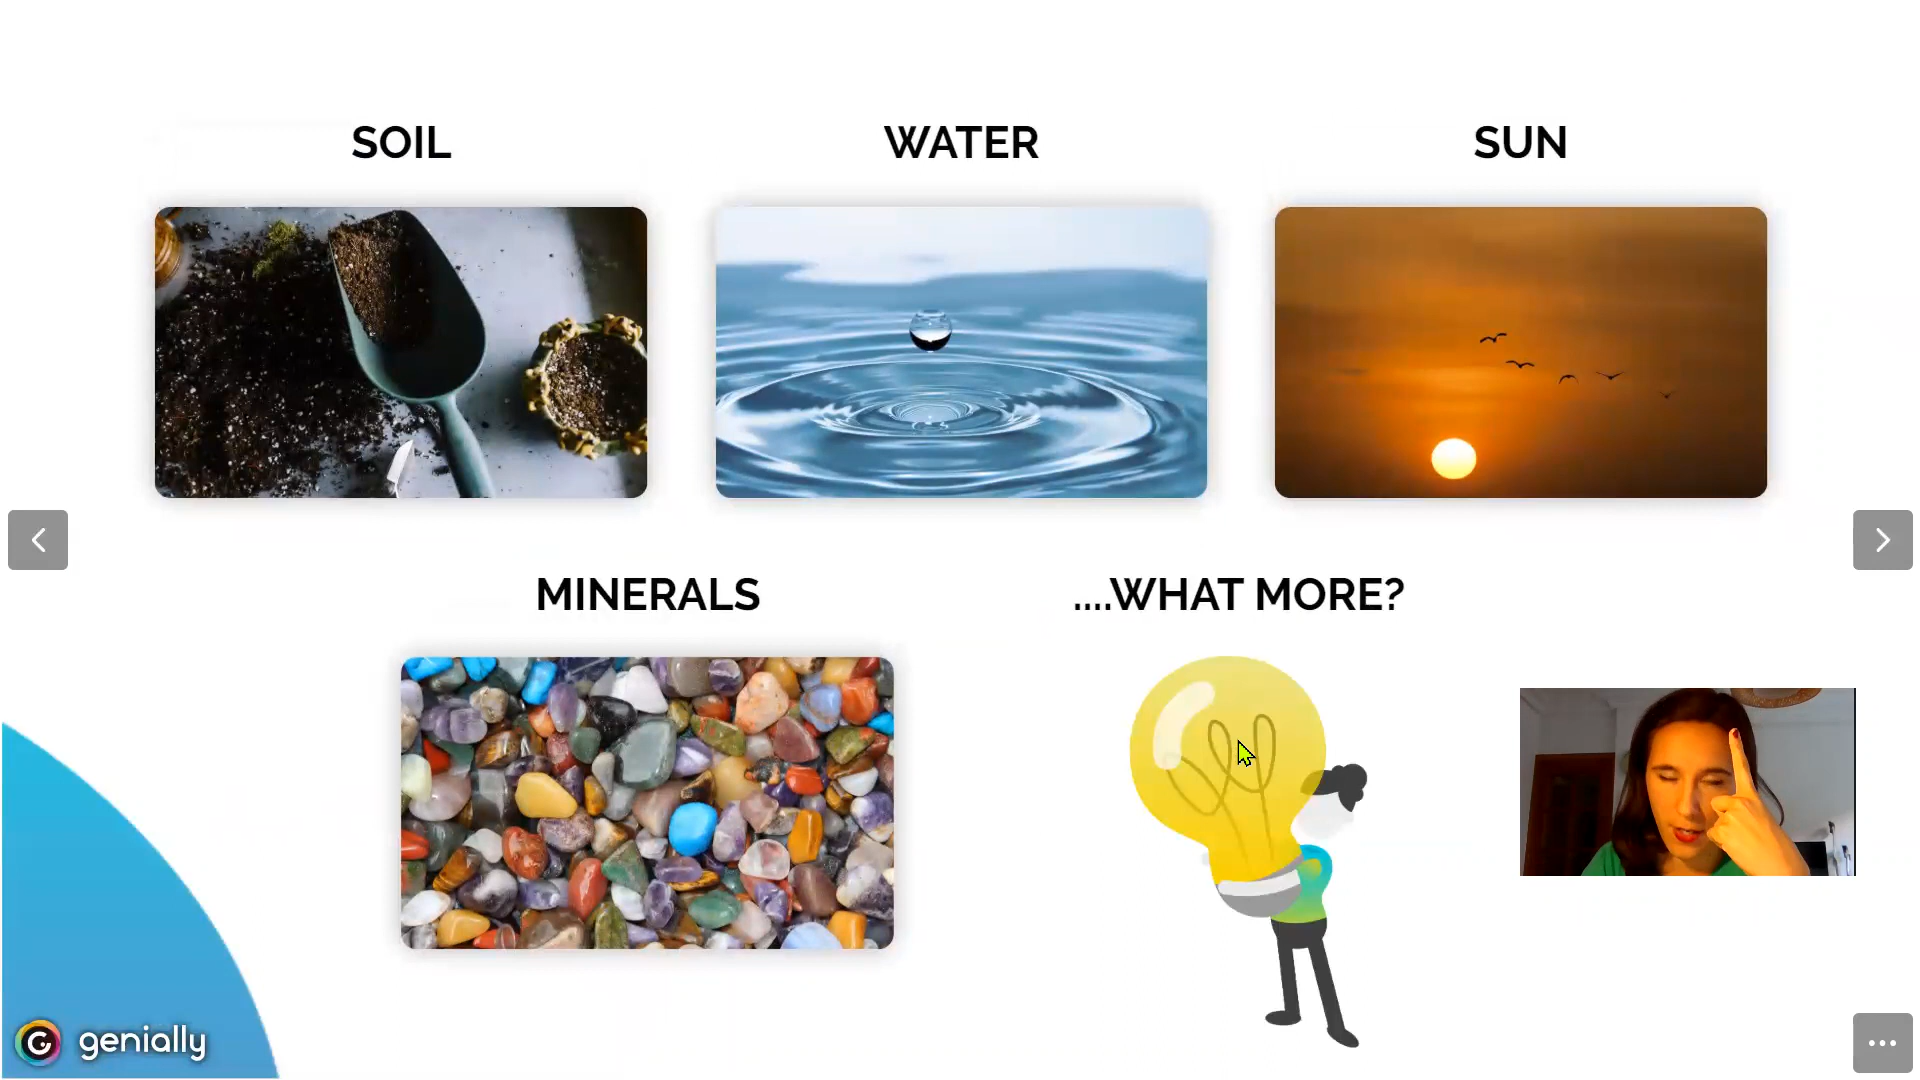 SOIL
WATER
SUN
MINERALS
....WHAT MORE?
genially